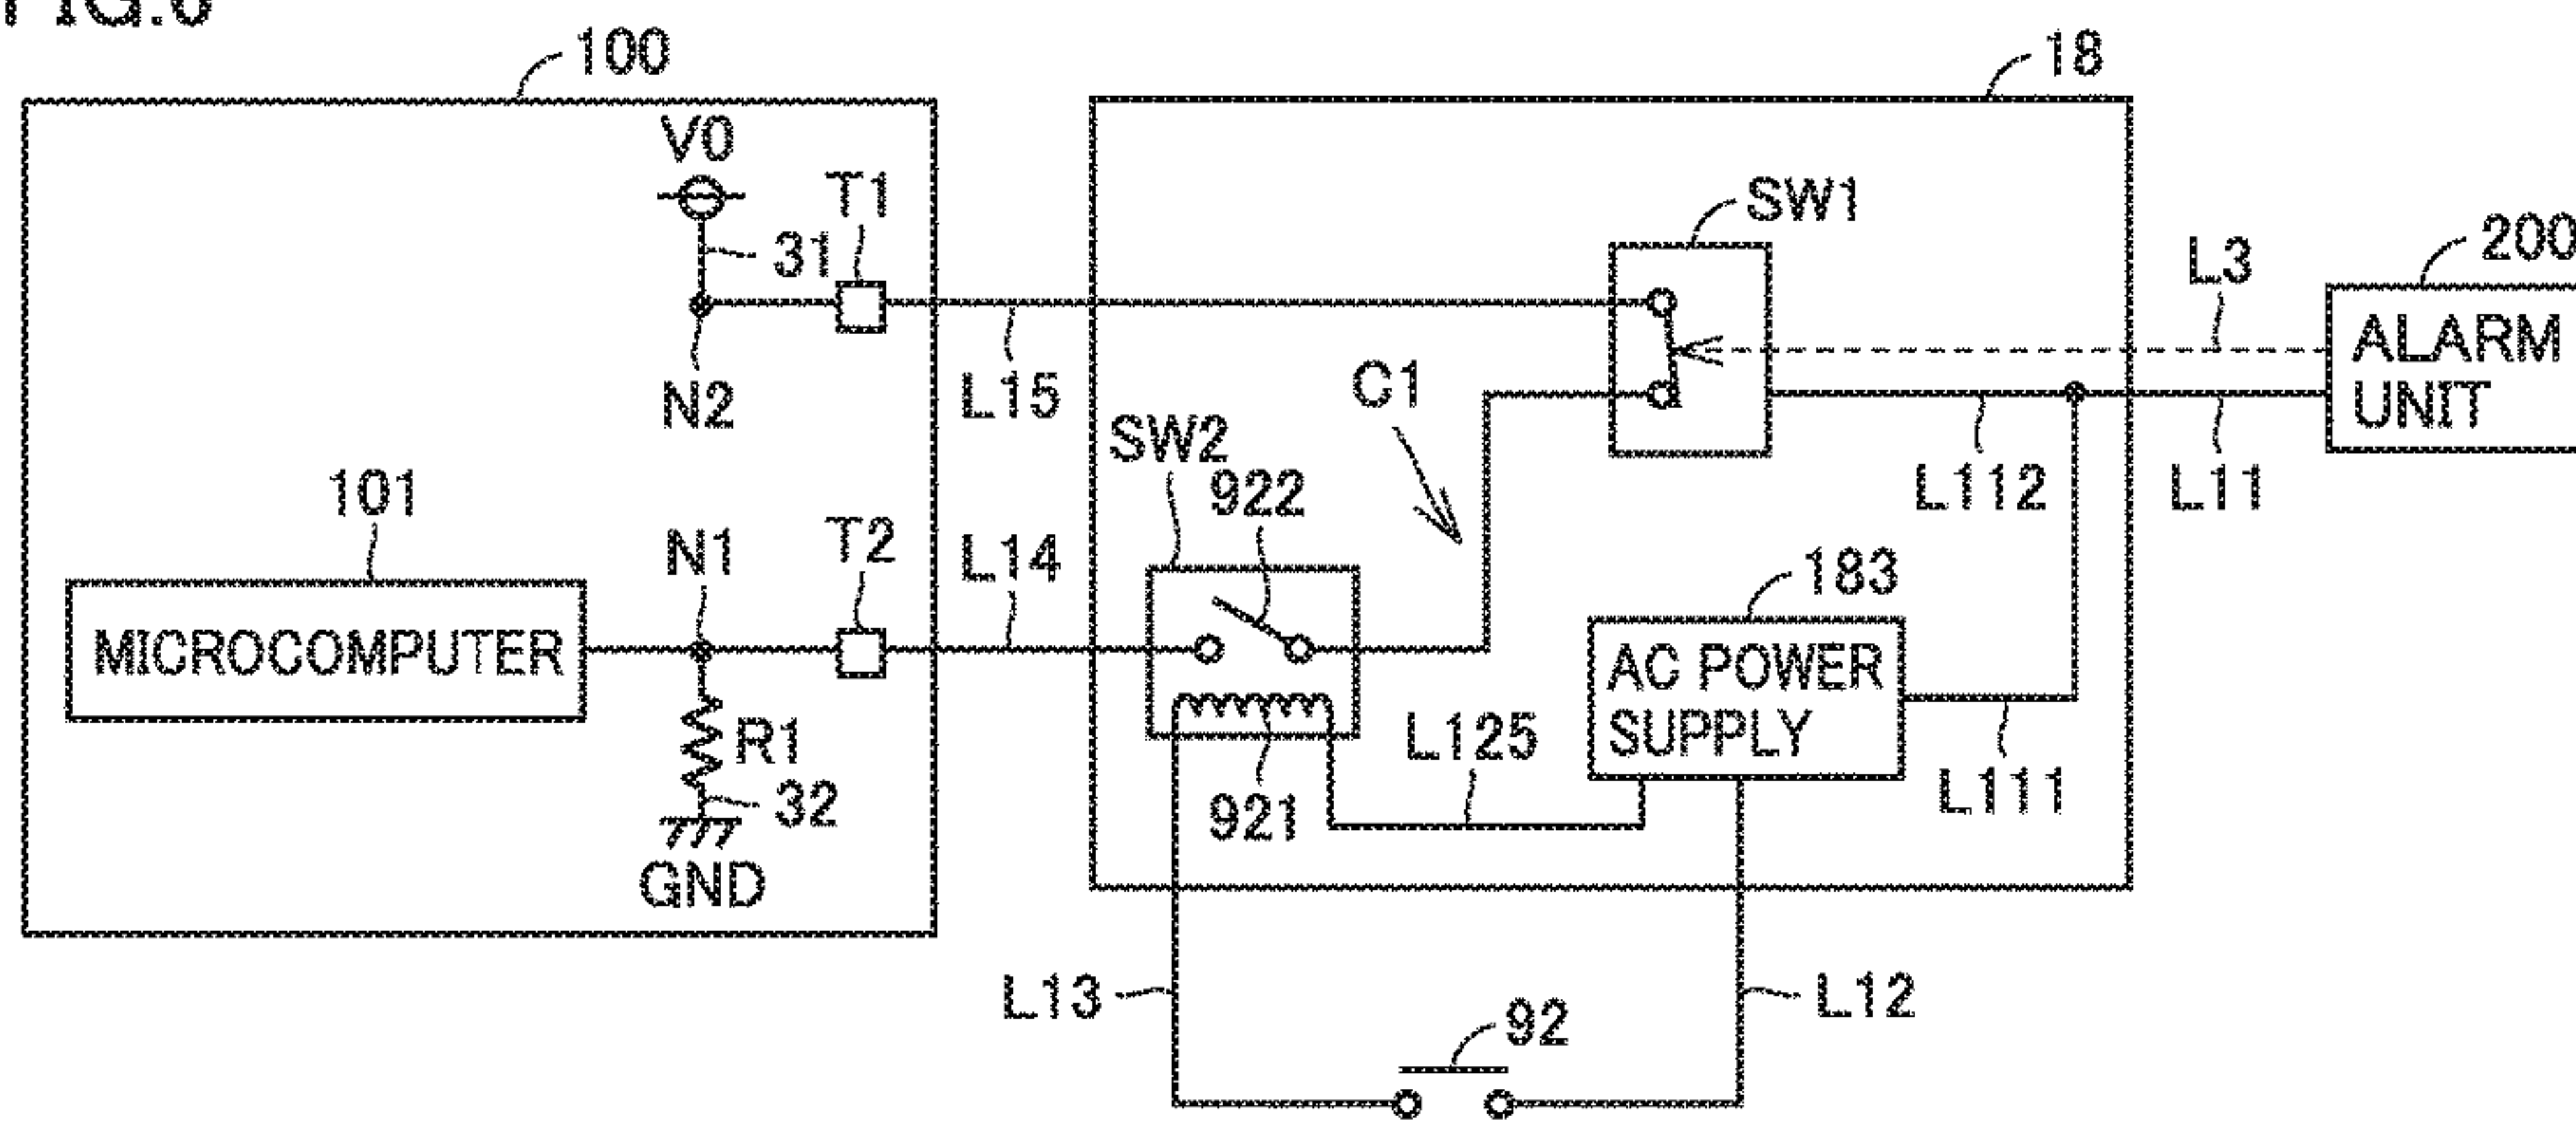 100
18
V0
T1
SW1
31
200
L3
ALARM
UNIT
N2
L15
C1
SW2
922
L112
L11
101
N1
T2
L14
183
MICROCOMPUTER
AC POWER
SUPPLY
R1
32
921
L125
L111
GND
L13
L12
92